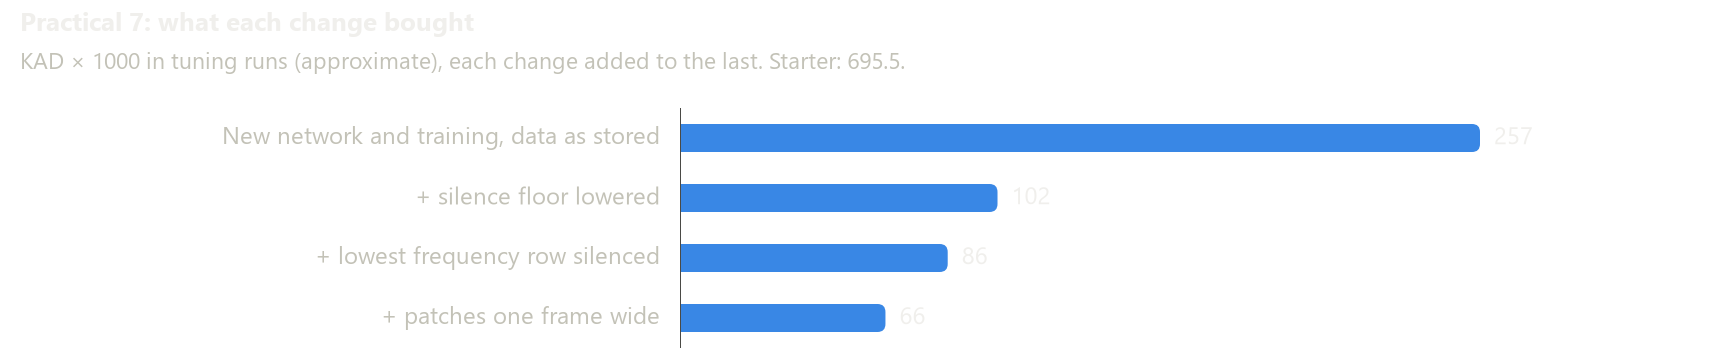 Practical 7: what each change bought
KAD × 1000 in tuning runs (approximate), each change added to the last. Starter: 695.5.
New network and training, data as stored 257
+ silence floor lowered 102
+ lowest frequency row silenced 86
+ patches one frame wide 66